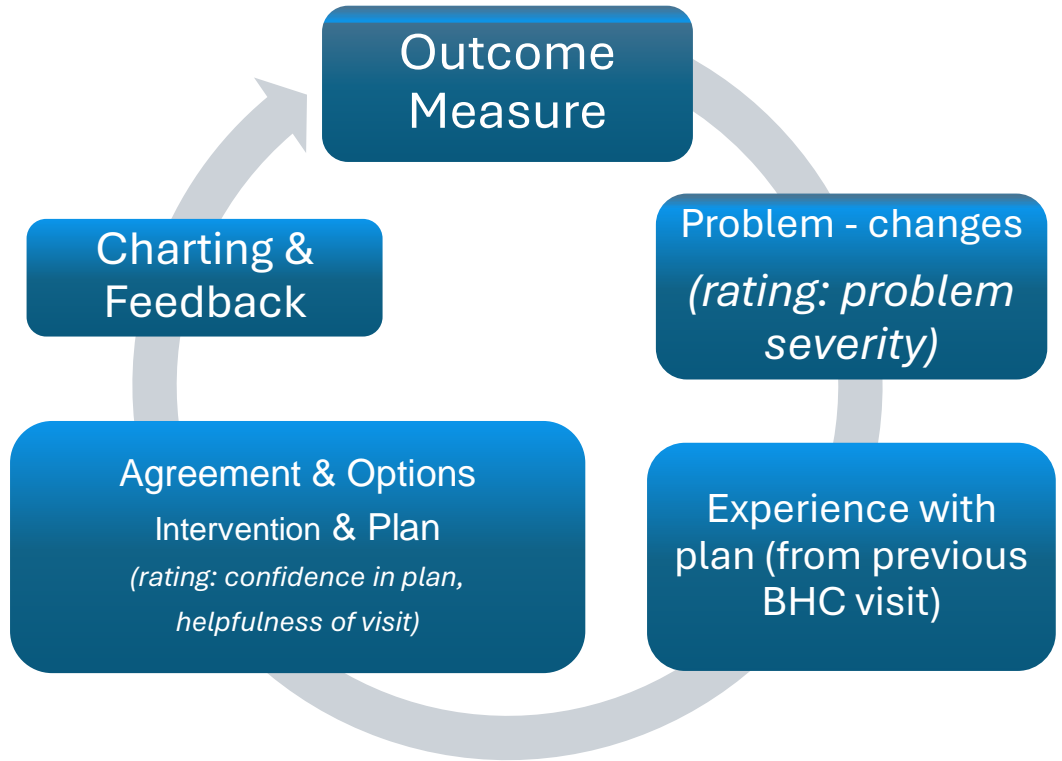 Outcome
Measure
Problem - changes
(rating: problem
severity)
Experience with
plan (from previous
BHC visit)
Agreement & Options
Intervention & Plan
(rating: confidence in plan,
helpfulness of visit)
Charting &
Feedback